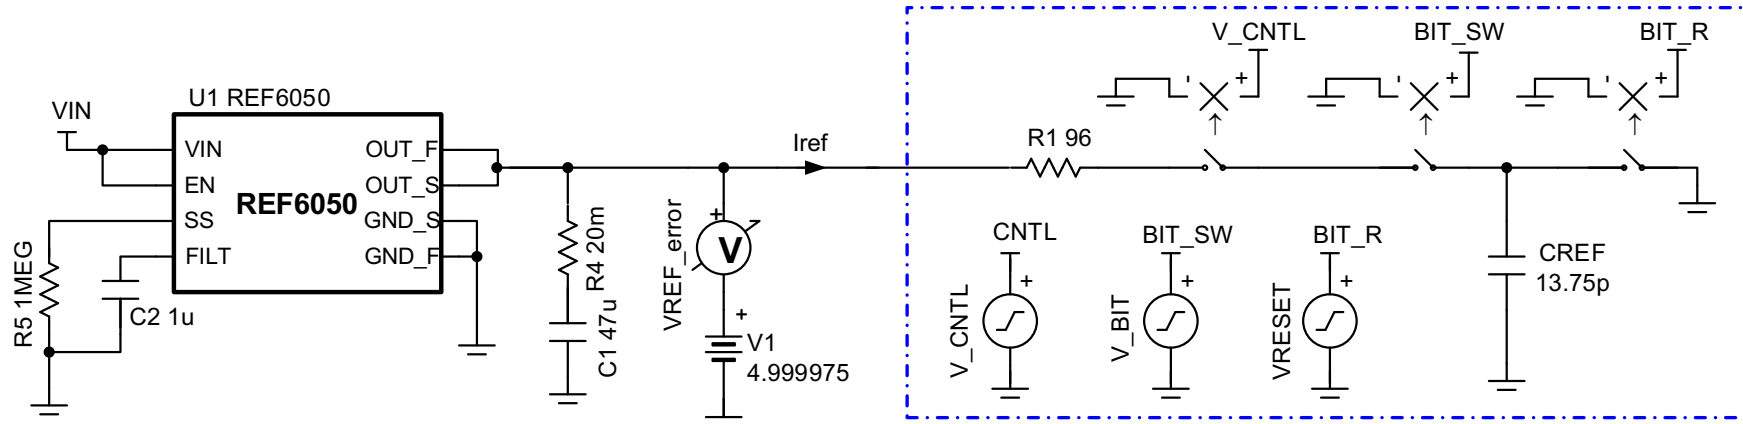 V_CNTL
BIT_SW
BIT_R
' +
' +
' +
U1 REF6050
VIN
VIN
OUT_F
EN
OUT_S
SS
REF6050
GND_S
FILT
GND_F
R5 1MEG
C2 1u
R4 20m
C1 47u
VREF_error
+
V
+
V1
4.999975
Iref
R1 96
CNTL
+
V_CNTL
BIT_SW
+
V_BIT
BIT_R
+
VRESET
CREF
13.75p